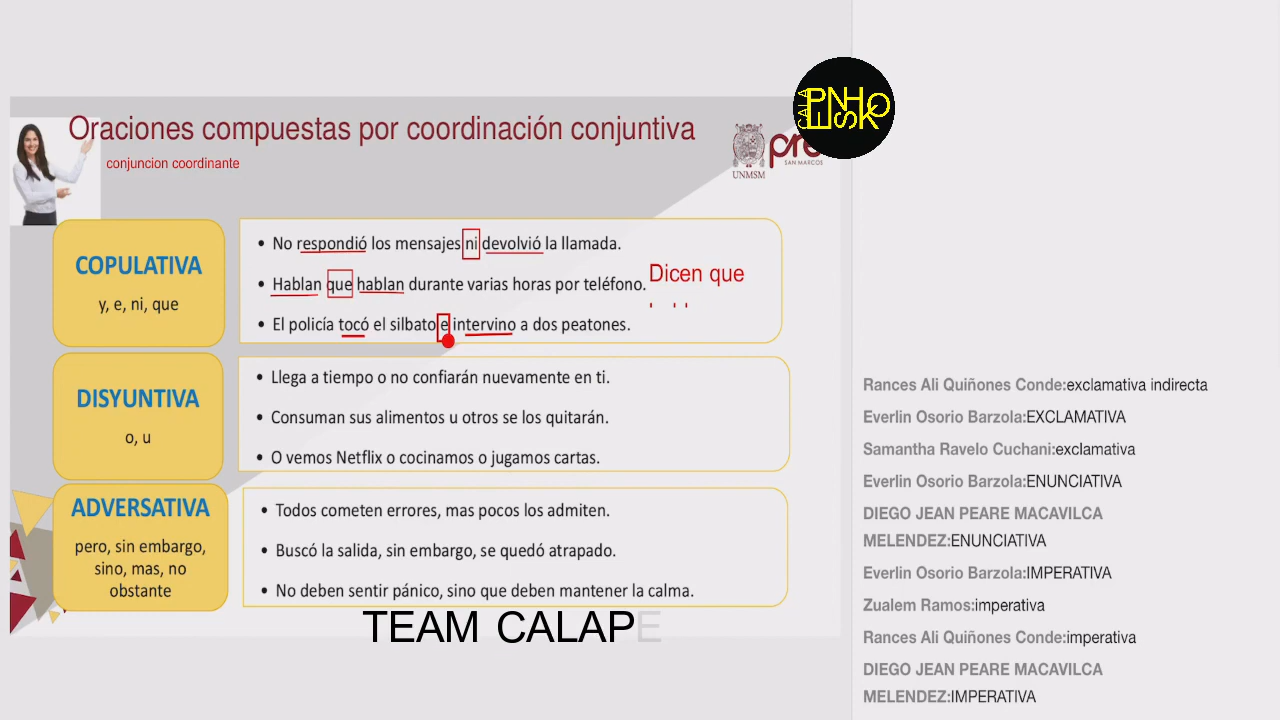 Oraciones compuestas por coordinación conjuntiva
conjuncion coordinante
UNMSM
SAN MARCOS
COPULATIVA
y, e, ni, que
• No respondió los mensajes ni devolvió la llamada.
• Hablan que hablan durante varias horas por teléfono.
Dicen que
• El policía tocó el silbato e intervino a dos peatones.
DISYUNTIVA
o, u
• Llega a tiempo o no confiarán nuevamente en ti.
• Consuman sus alimentos u otros se los quitarán.
• O vemos Netflix o cocinamos o jugamos cartas.
ADVERSATIVA
pero, sin embargo,
sino, mas, no
obstante
• Todos cometen errores, mas pocos los admiten.
• Buscó la salida, sin embargo, se quedó atrapado.
• No deben sentir pánico, sino que deben mantener la calma.
TEAM CALAPE
Rances Ali Quiñones Conde:exclamativa indirecta
Everlin Osorio Barzola:EXCLAMATIVA
Samantha Ravelo Cuchani:exclamativa
Everlin Osorio Barzola:ENUNCIATIVA
DIEGO JEAN PEARE MACAVILCA
MELENDEZ:ENUNCIATIVA
Everlin Osorio Barzola:IMPERATIVA
Zualem Ramos:imperativa
Rances Ali Quiñones Conde:imperativa
DIEGO JEAN PEARE MACAVILCA
MELENDEZ:IMPERATIVA